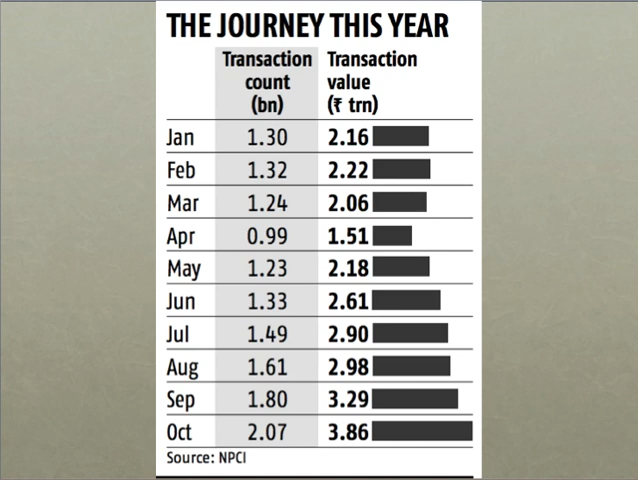 THE JOURNEY THIS YEAR
Transaction count (bn) Transaction value (₹ trn)
Jan 1.30 2.16
Feb 1.32 2.22
Mar 1.24 2.06
Apr 0.99 1.51
May 1.23 2.18
Jun 1.33 2.61
Jul 1.49 2.90
Aug 1.61 2.98
Sep 1.80 3.29
Oct 2.07 3.86
Source: NPCI